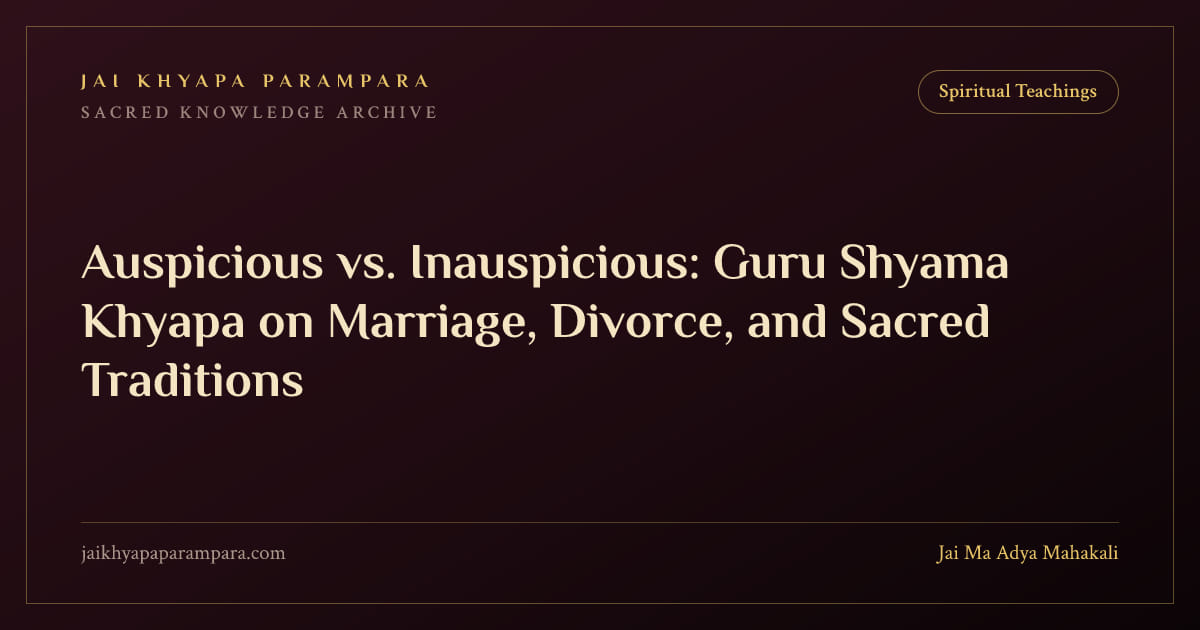 JAI KHYAPA PARAMPARA
SACRED KNOWLEDGE ARCHIVE
Spiritual Teachings
Auspicious vs. Inauspicious: Guru Shyama
Khyapa on Marriage, Divorce, and Sacred
Traditions
jaikhyapaparampara.com
Jai Ma Adya Mahakali